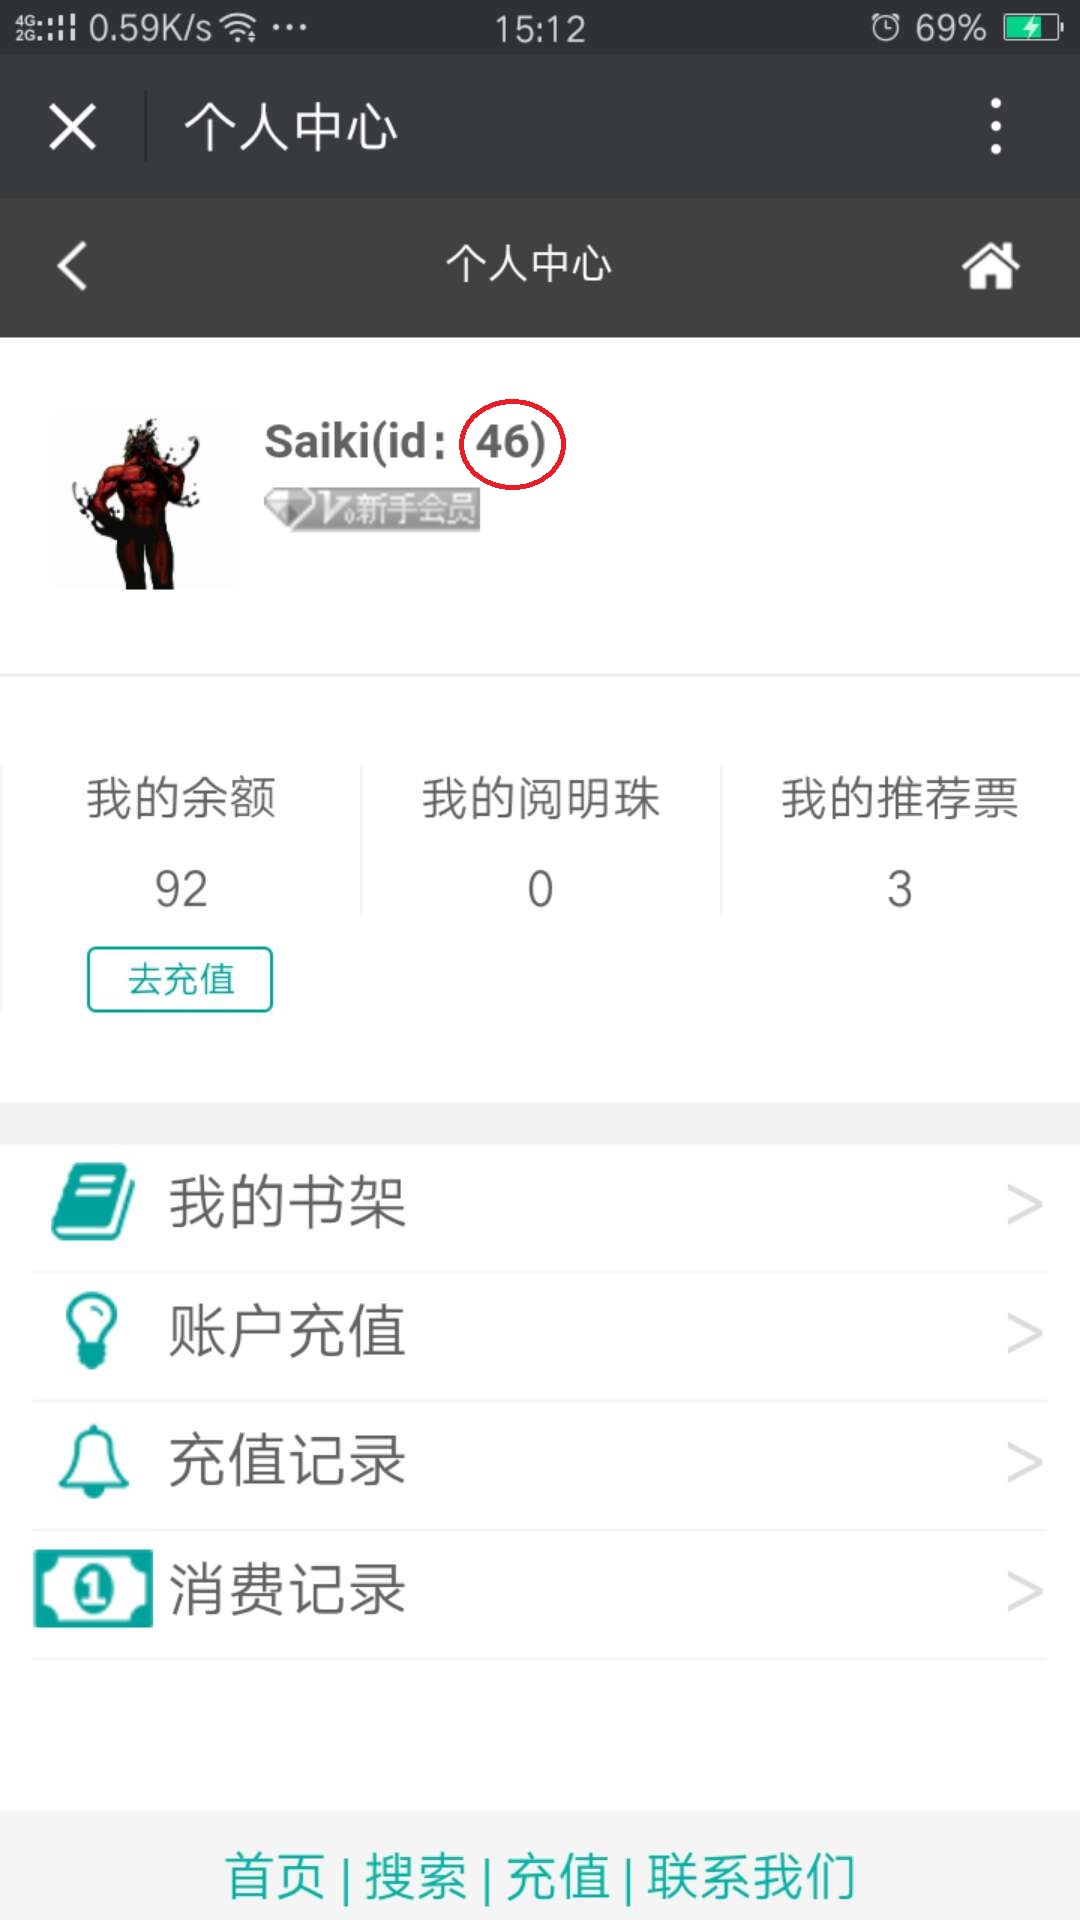 4G 2G 0.59K/s ··· 15:12 69%
个人中心
个人中心
Saiki(id：46)
V0新手会员
我的余额 我的阅明珠 我的推荐票
92 0 3
去充值
我的书架 >
账户充值 >
充值记录 >
1 消费记录 >
首页 | 搜索 | 充值 | 联系我们